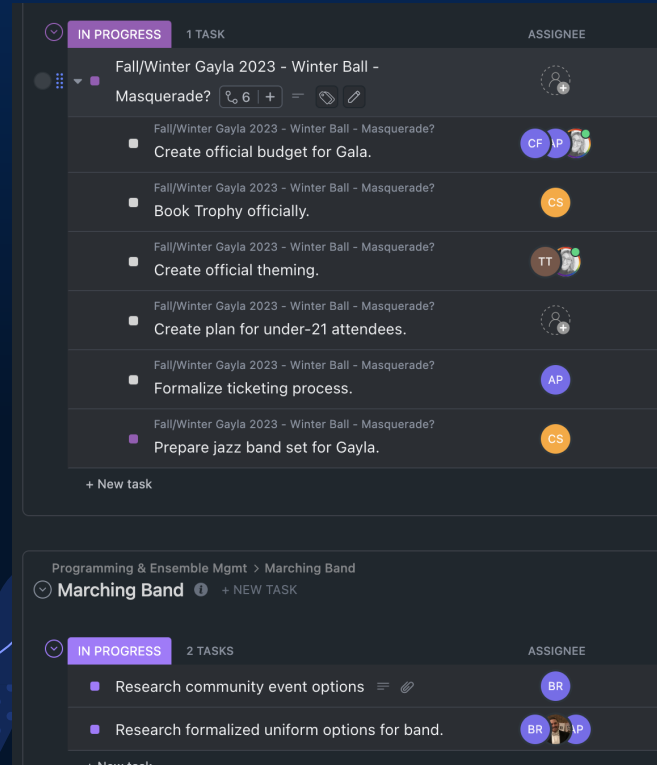 IN PROGRESS 1 TASK ASSIGNEE
Fall/Winter Gayla 2023 - Winter Ball -
Masquerade? 6 +
Fall/Winter Gayla 2023 - Winter Ball - Masquerade?
Create official budget for Gala. CF AP
Fall/Winter Gayla 2023 - Winter Ball - Masquerade?
Book Trophy officially. CS
Fall/Winter Gayla 2023 - Winter Ball - Masquerade?
Create official theming. TT
Fall/Winter Gayla 2023 - Winter Ball - Masquerade?
Create plan for under-21 attendees.
Fall/Winter Gayla 2023 - Winter Ball - Masquerade?
Formalize ticketing process. AP
Fall/Winter Gayla 2023 - Winter Ball - Masquerade?
Prepare jazz band set for Gayla. CS
+ New task
Programming & Ensemble Mgmt > Marching Band
Marching Band i + NEW TASK
IN PROGRESS 2 TASKS ASSIGNEE
Research community event options BR
Research formalized uniform options for band. BR AP
+ New task